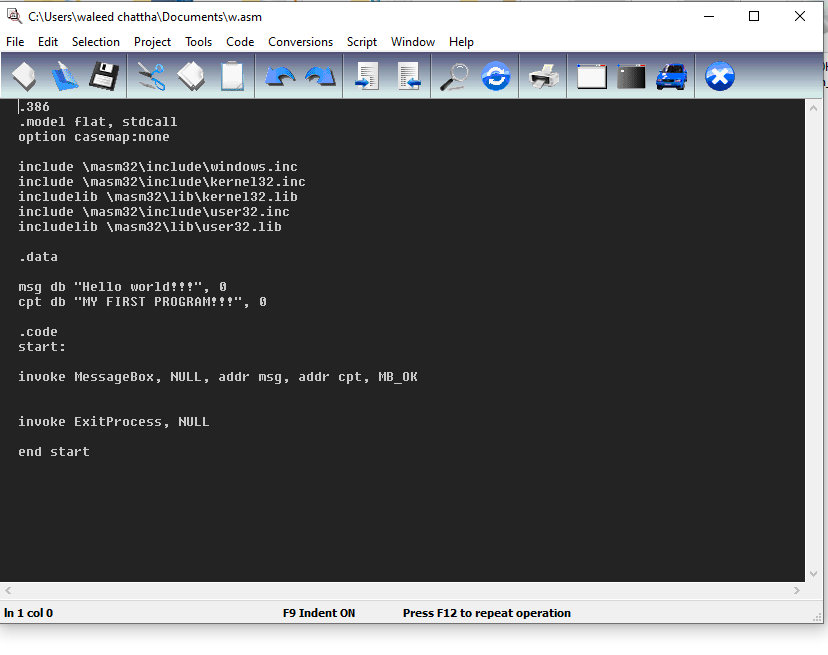 C:\Users\waleed chattha\Documents\w.asm
File Edit Selection Project Tools Code Conversions Script Window Help
.386
.model flat, stdcall
option casemap:none
include \masm32\include\windows.inc
include \masm32\include\kernel32.inc
includelib \masm32\lib\kernel32.lib
include \masm32\include\user32.inc
includelib \masm32\lib\user32.lib
.data
msg db "Hello world!!!", 0
cpt db "MY FIRST PROGRAM!!!", 0
.code
start:
invoke MessageBox, NULL, addr msg, addr cpt, MB_OK
invoke ExitProcess, NULL
end start
ln 1 col 0 F9 Indent ON Press F12 to repeat operation